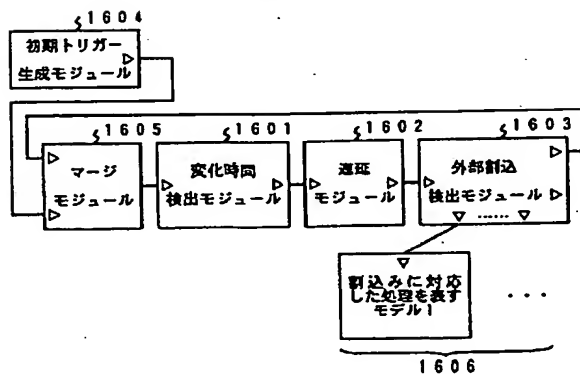 1604
初期トリガー
生成モジュール
1605
マージ
モジュール
1601
変化時間
検出モジュール
1602
遅延
モジュール
1603
外部割込
検出モジュール
……
割込みに対応
した処理を表す
モデル1
...
1606